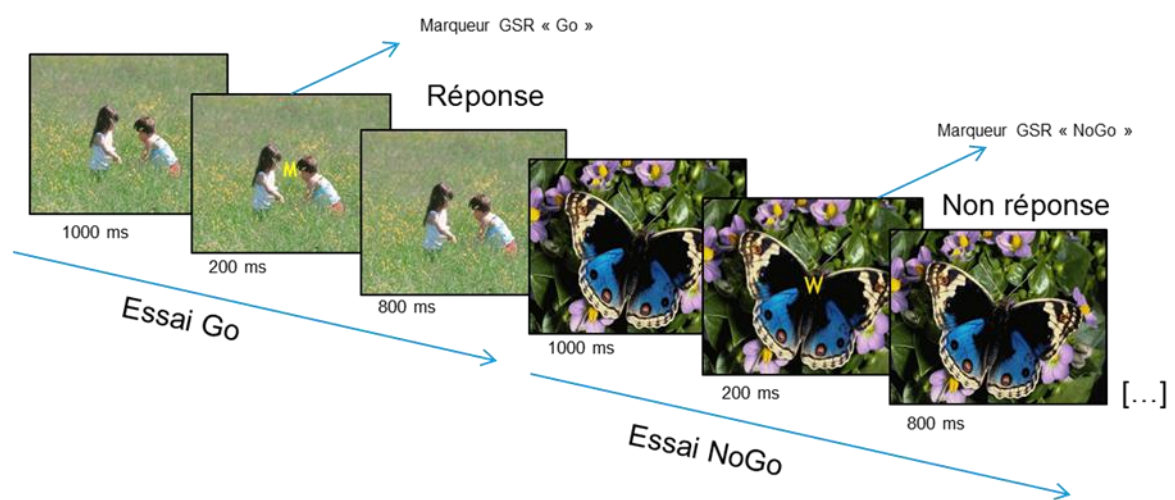 Marqueur GSR « Go »
Réponse
M
1000 ms
200 ms
800 ms
Essai Go
Marqueur GSR « NoGo »
Non réponse
W
1000 ms
200 ms
800 ms
[...]
Essai NoGo